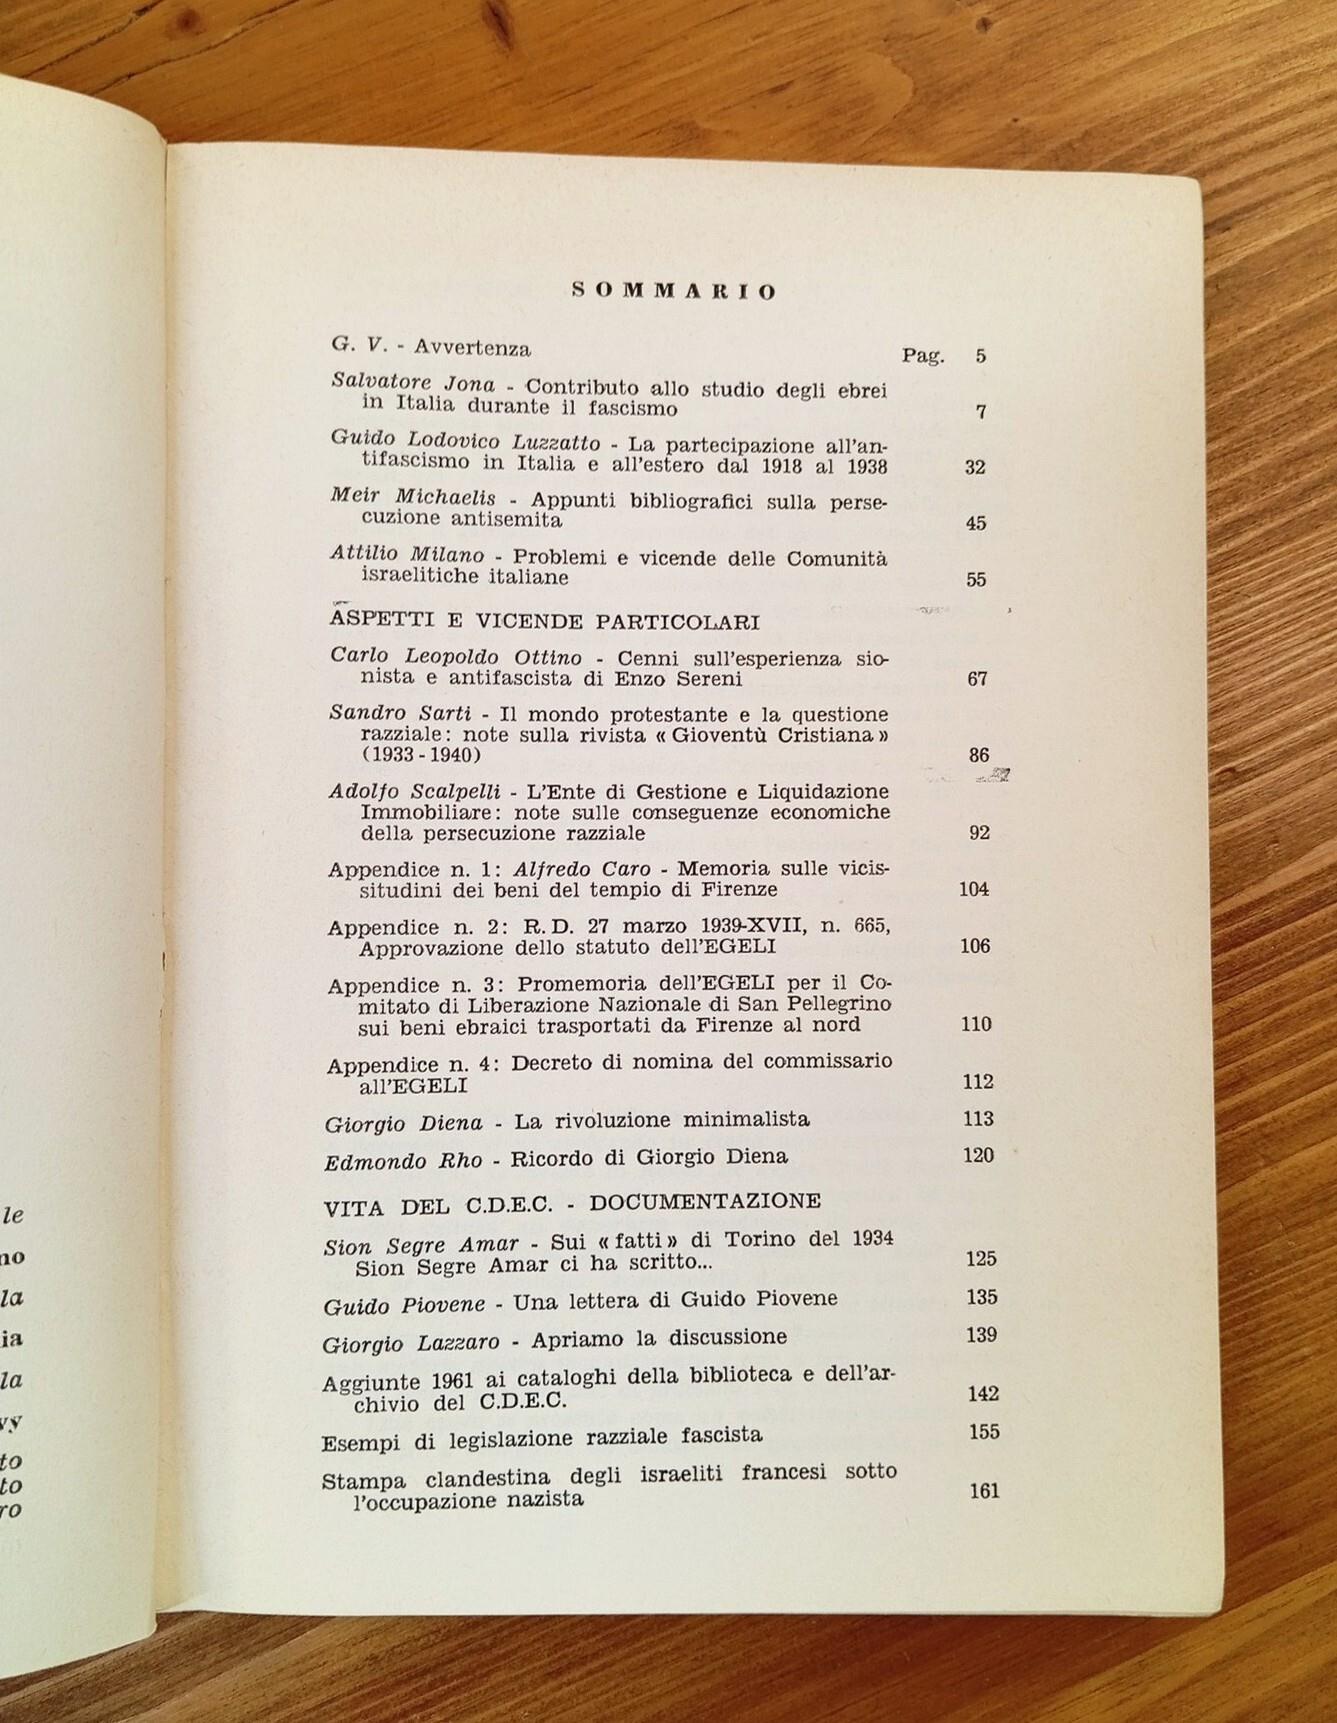 SOMMARIO
G. V. - Avvertenza Pag. 5
Salvatore Jona - Contributo allo studio degli ebrei
in Italia durante il fascismo 7
Guido Lodovico Luzzatto - La partecipazione all'an-
tifascismo in Italia e all'estero dal 1918 al 1938 32
Meir Michaelis - Appunti bibliografici sulla perse-
cuzione antisemita 45
Attilio Milano - Problemi e vicende delle Comunità
israelitiche italiane 55
ASPETTI E VICENDE PARTICOLARI
Carlo Leopoldo Ottino - Cenni sull'esperienza sio-
nista e antifascista di Enzo Sereni 67
Sandro Sarti - Il mondo protestante e la questione
razziale: note sulla rivista « Gioventù Cristiana »
(1933 - 1940) 86
Adolfo Scalpelli - L'Ente di Gestione e Liquidazione
Immobiliare: note sulle conseguenze economiche
della persecuzione razziale 92
Appendice n. 1: Alfredo Caro - Memoria sulle vicis-
situdini dei beni del tempio di Firenze 104
Appendice n. 2: R. D. 27 marzo 1939-XVII, n. 665,
Approvazione dello statuto dell'EGELI 106
Appendice n. 3: Promemoria dell'EGELI per il Co-
mitato di Liberazione Nazionale di San Pellegrino
sui beni ebraici trasportati da Firenze al nord 110
Appendice n. 4: Decreto di nomina del commissario
all'EGELI 112
Giorgio Diena - La rivoluzione minimalista 113
Edmondo Rho - Ricordo di Giorgio Diena 120
VITA DEL C.D.E.C. - DOCUMENTAZIONE
Sion Segre Amar - Sui « fatti » di Torino del 1934
Sion Segre Amar ci ha scritto... 125
Guido Piovene - Una lettera di Guido Piovene 135
Giorgio Lazzaro - Apriamo la discussione 139
Aggiunte 1961 ai cataloghi della biblioteca e dell'ar-
chivio del C.D.E.C. 142
Esempi di legislazione razziale fascista 155
Stampa clandestina degli israeliti francesi sotto
l'occupazione nazista 161
le
no
la
ia
la
vy
to
to
ro